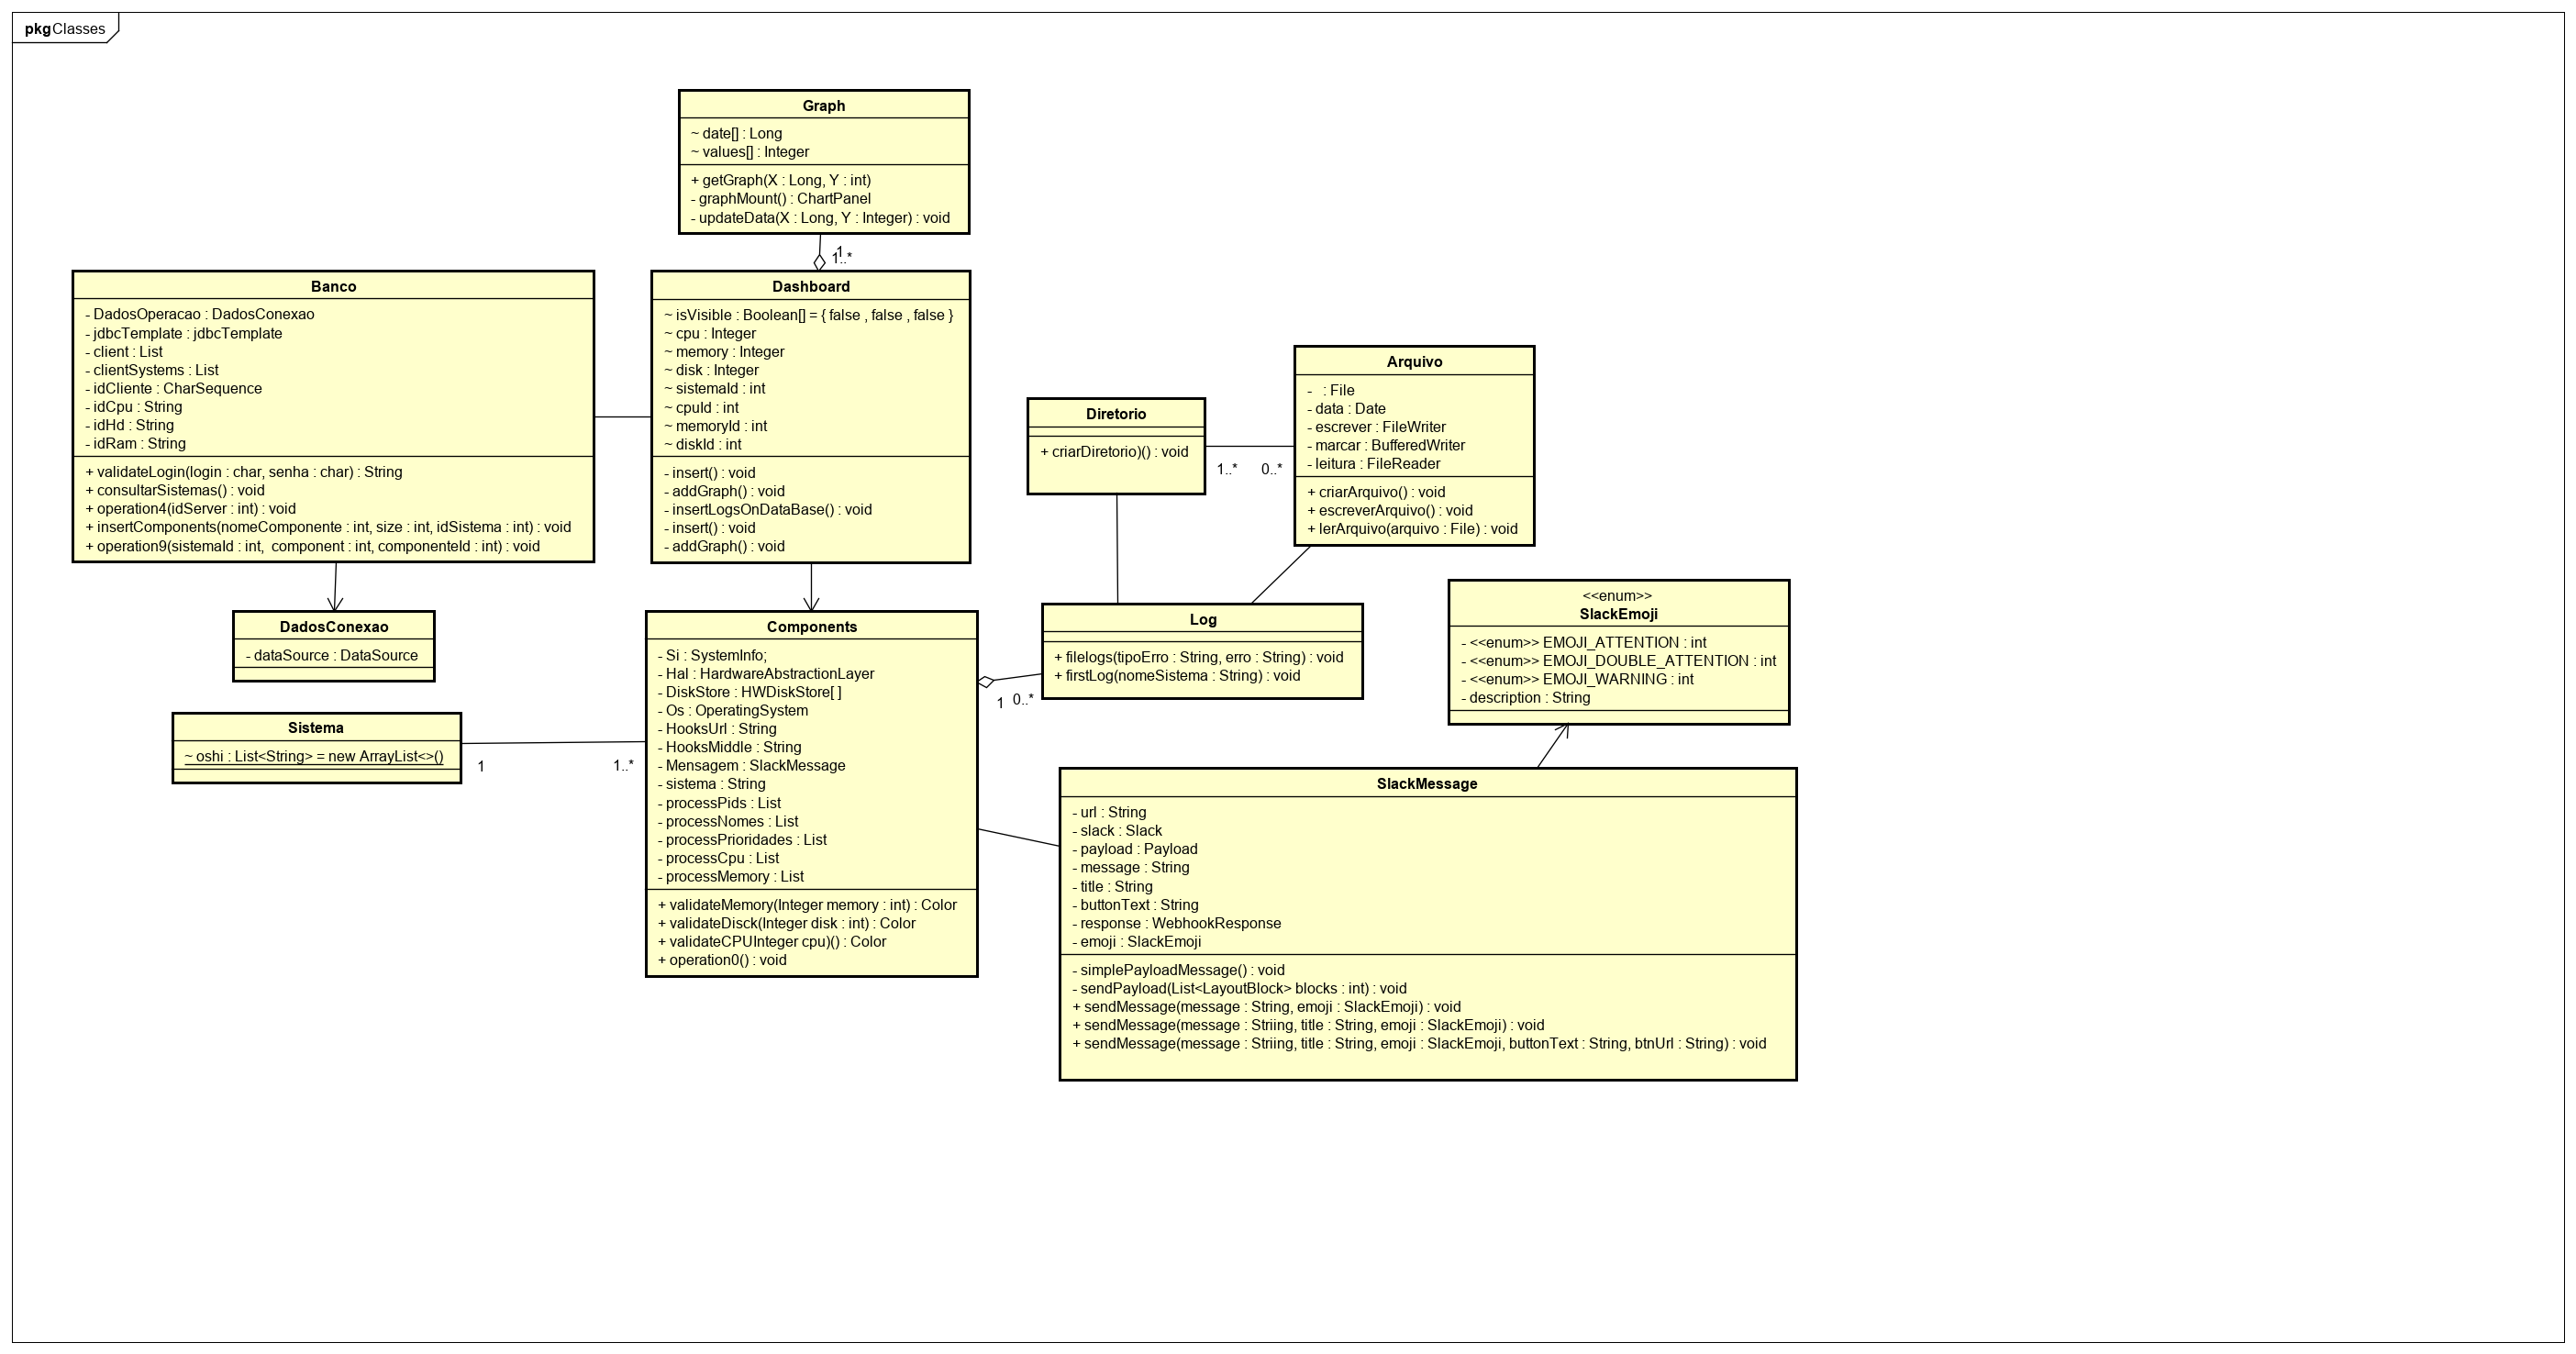 pkg Classes
Graph
~ date[] : Long
~ values[] : Integer
+ getGraph(X : Long, Y : int)
- graphMount() : ChartPanel
- updateData(X : Long, Y : Integer) : void
1
1..*
Banco
- DadosOperacao : DadosConexao
- jdbcTemplate : jdbcTemplate
- client : List
- clientSystems : List
- idCliente : CharSequence
- idCpu : String
- idHd : String
- idRam : String
+ validateLogin(login : char, senha : char) : String
+ consultarSistemas() : void
+ operation4(idServer : int) : void
+ insertComponents(nomeComponente : int, size : int, idSistema : int) : void
+ operation9(sistemaId : int,  component : int, componenteId : int) : void
Dashboard
~ isVisible : Boolean[] = { false , false , false }
~ cpu : Integer
~ memory : Integer
~ disk : Integer
~ sistemaId : int
~ cpuId : int
~ memoryId : int
~ diskId : int
- insert() : void
- addGraph() : void
- insertLogsOnDataBase() : void
- insert() : void
- addGraph() : void
Diretorio
+ criarDiretorio)() : void
1..*
0..*
Arquivo
-   : File
- data : Date
- escrever : FileWriter
- marcar : BufferedWriter
- leitura : FileReader
+ criarArquivo() : void
+ escreverArquivo() : void
+ lerArquivo(arquivo : File) : void
DadosConexao
- dataSource : DataSource
Sistema
~ oshi : List<String> = new ArrayList<>()
1
1..*
Components
- Si : SystemInfo;
- Hal : HardwareAbstractionLayer
- DiskStore : HWDiskStore[ ]
- Os : OperatingSystem
- HooksUrl : String
- HooksMiddle : String
- Mensagem : SlackMessage
- sistema : String
- processPids : List
- processNomes : List
- processPrioridades : List
- processCpu : List
- processMemory : List
+ validateMemory(Integer memory : int) : Color
+ validateDisck(Integer disk : int) : Color
+ validateCPUInteger cpu)() : Color
+ operation0() : void
1
0..*
Log
+ filelogs(tipoErro : String, erro : String) : void
+ firstLog(nomeSistema : String) : void
<<enum>>
SlackEmoji
- <<enum>> EMOJI_ATTENTION : int
- <<enum>> EMOJI_DOUBLE_ATTENTION : int
- <<enum>> EMOJI_WARNING : int
- description : String
SlackMessage
- url : String
- slack : Slack
- payload : Payload
- message : String
- title : String
- buttonText : String
- response : WebhookResponse
- emoji : SlackEmoji
- simplePayloadMessage() : void
- sendPayload(List<LayoutBlock> blocks : int) : void
+ sendMessage(message : String, emoji : SlackEmoji) : void
+ sendMessage(message : Striing, title : String, emoji : SlackEmoji) : void
+ sendMessage(message : Striing, title : String, emoji : SlackEmoji, buttonText : String, btnUrl : String) : void